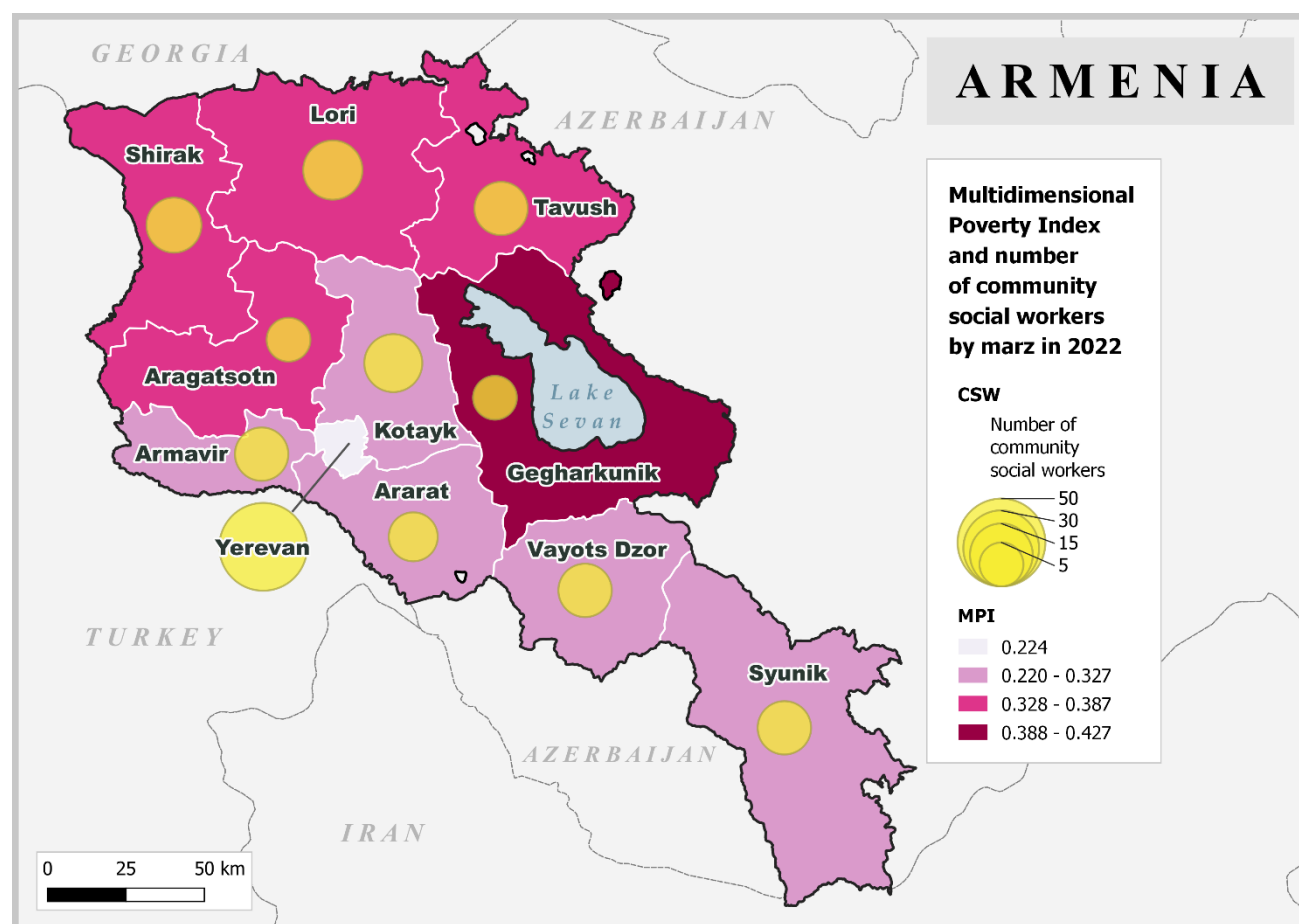 GEORGIA
ARMENIA
AZERBAIJAN
Lori
Shirak
Tavush
Aragatsotn
Armavir
Kotayk
Lake
Sevan
Gegharkunik
Ararat
Yerevan
Vayots Dzor
Syunik
TURKEY
AZERBAIJAN
IRAN
0 25 50 km
Multidimensional
Poverty Index
and number
of community
social workers
by marz in 2022
CSW
Number of
community
social workers
50
30
15
5
MPI
0.224
0.220 - 0.327
0.328 - 0.387
0.388 - 0.427